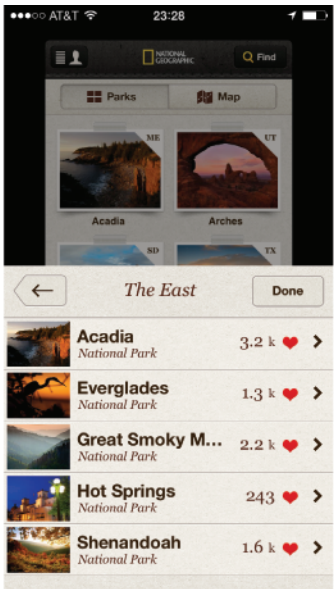 AT&T 23:28
NATIONAL
GEOGRAPHIC
Find
Parks Map
ME UT
Acadia Arches
SD TX
The East Done
Acadia 3.2 k
National Park
Everglades 1.3 k
National Park
Great Smoky M... 2.2 k
National Park
Hot Springs 243
National Park
Shenandoah 1.6 k
National Park